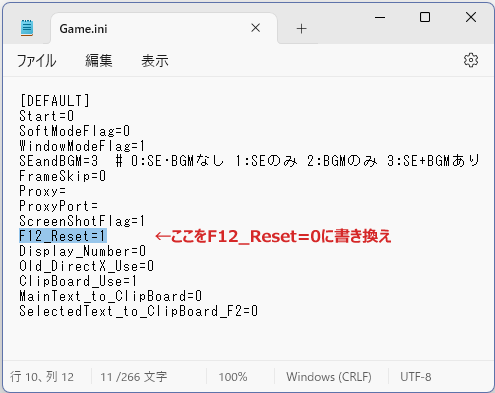 Game.ini
ファイル 編集 表示
[DEFAULT]
Start=0
SoftModeFlag=0
WindowModeFlag=1
SEandBGM=3  # 0:SE･BGMなし 1:SEのみ 2:BGMのみ 3:SE+BGMあり
FrameSkip=0
Proxy=
ProxyPort=
ScreenShotFlag=1
F12_Reset=1 ←ここをF12_Reset=0に書き換え
Display_Number=0
Old_DirectX_Use=0
ClipBoard_Use=1
MainText_to_ClipBoard=0
SelectedText_to_ClipBoard_F2=0
行 10、列 12 11 /266 文字 100% Windows (CRLF) UTF-8